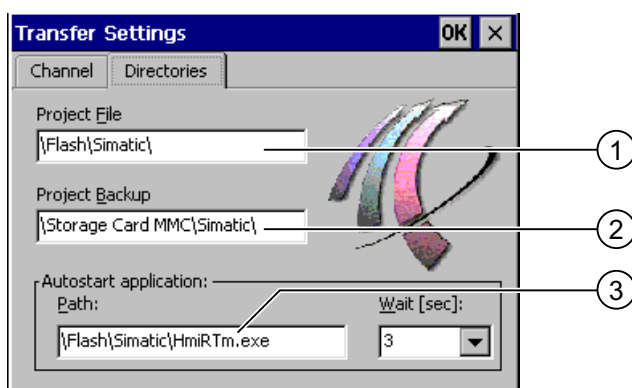 Transfer Settings OK ×
Channel Directories
Project File
\Flash\Simatic\
1
Project Backup
\Storage Card MMC\Simatic\
2
Autostart application:
3
Path: Wait [sec]:
\Flash\Simatic\HmiRTm.exe 3